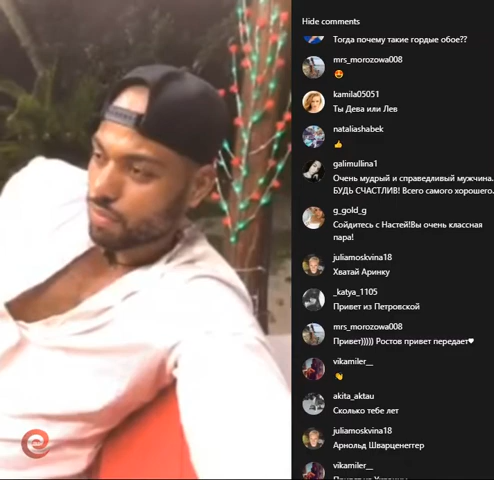 Hide comments
Тогда почему такие гордые обое??
mrs_morozowa008
😍
kamila05051
Ты Дева или Лев
nataliashabek
👍
galimullina1
Очень мудрый и справедливый мужчина.
БУДЬ СЧАСТЛИВ! Всего самого хорошего.
g_gold_g
Сойдитесь с Настей!Вы очень классная
пара!
juliamoskvina18
Хватай Аринку
_katya_1105
Привет из Петровской
mrs_morozowa008
Привет))))) Ростов привет передает♥
vikamiler__
👏
akita_aktau
Сколько тебе лет
juliamoskvina18
Арнольд Шварценеггер
vikamiler__